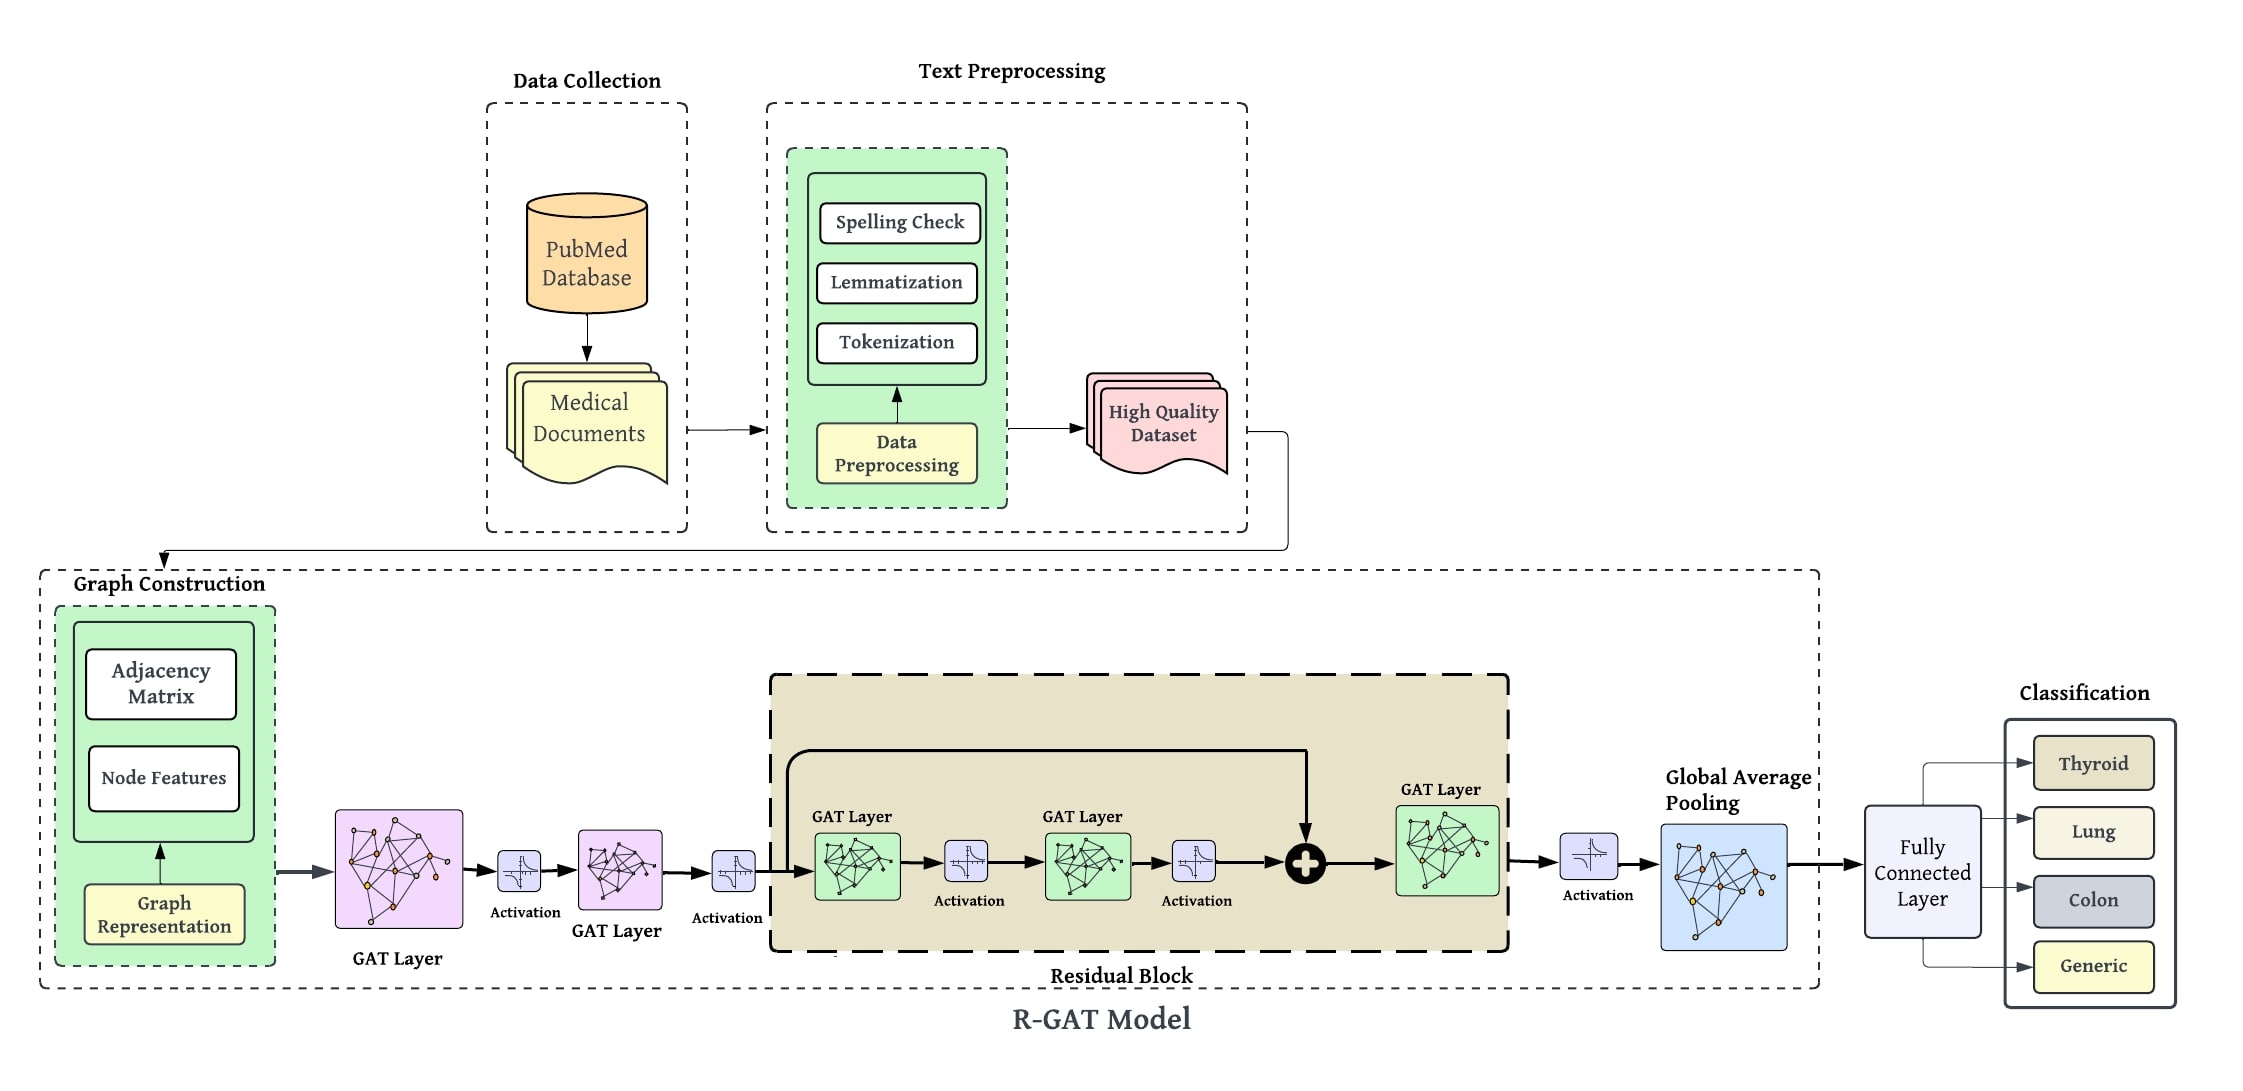 Data Collection
Text Preprocessing
PubMed
Database
Medical
Documents
Spelling Check
Lemmatization
Tokenization
Data
Preprocessing
High Quality
Dataset
Graph Construction
Adjacency
Matrix
Node Features
Graph
Representation
GAT Layer
Activation
GAT Layer
Activation
GAT Layer
Activation
GAT Layer
Activation
GAT Layer
Residual Block
Activation
Global Average
Pooling
Fully
Connected
Layer
Classification
Thyroid
Lung
Colon
Generic
R-GAT Model